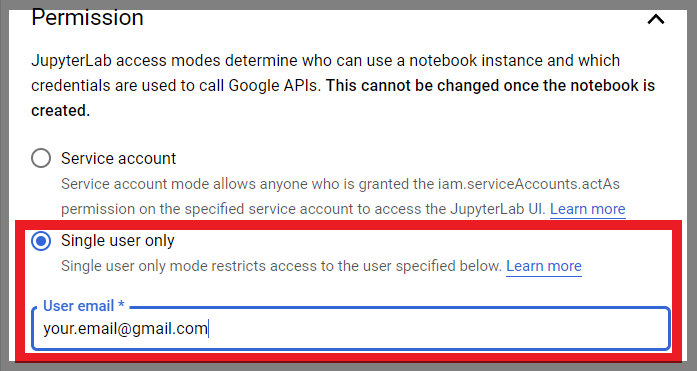 Permission
JupyterLab access modes determine who can use a notebook instance and which
credentials are used to call Google APIs. This cannot be changed once the notebook is
created.
Service account
Service account mode allows anyone who is granted the iam.serviceAccounts.actAs
permission on the specified service account to access the JupyterLab UI. Learn more
Single user only
Single user only mode restricts access to the user specified below. Learn more
User email *
your.email@gmail.com